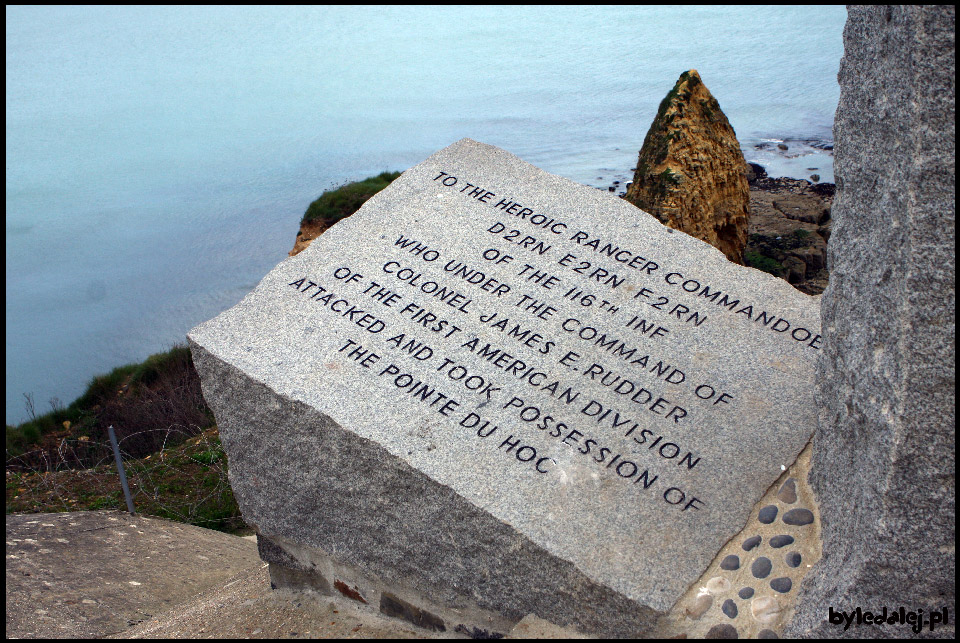 TO THE HEROIC RANGER COMMANDOES
D2RN E2RN F2RN
OF THE 116TH INF
WHO UNDER THE COMMAND OF
COLONEL JAMES E. RUDDER
OF THE FIRST AMERICAN DIVISION
ATTACKED AND TOOK POSSESSION OF
THE POINTE DU HOC
byledalej.pl